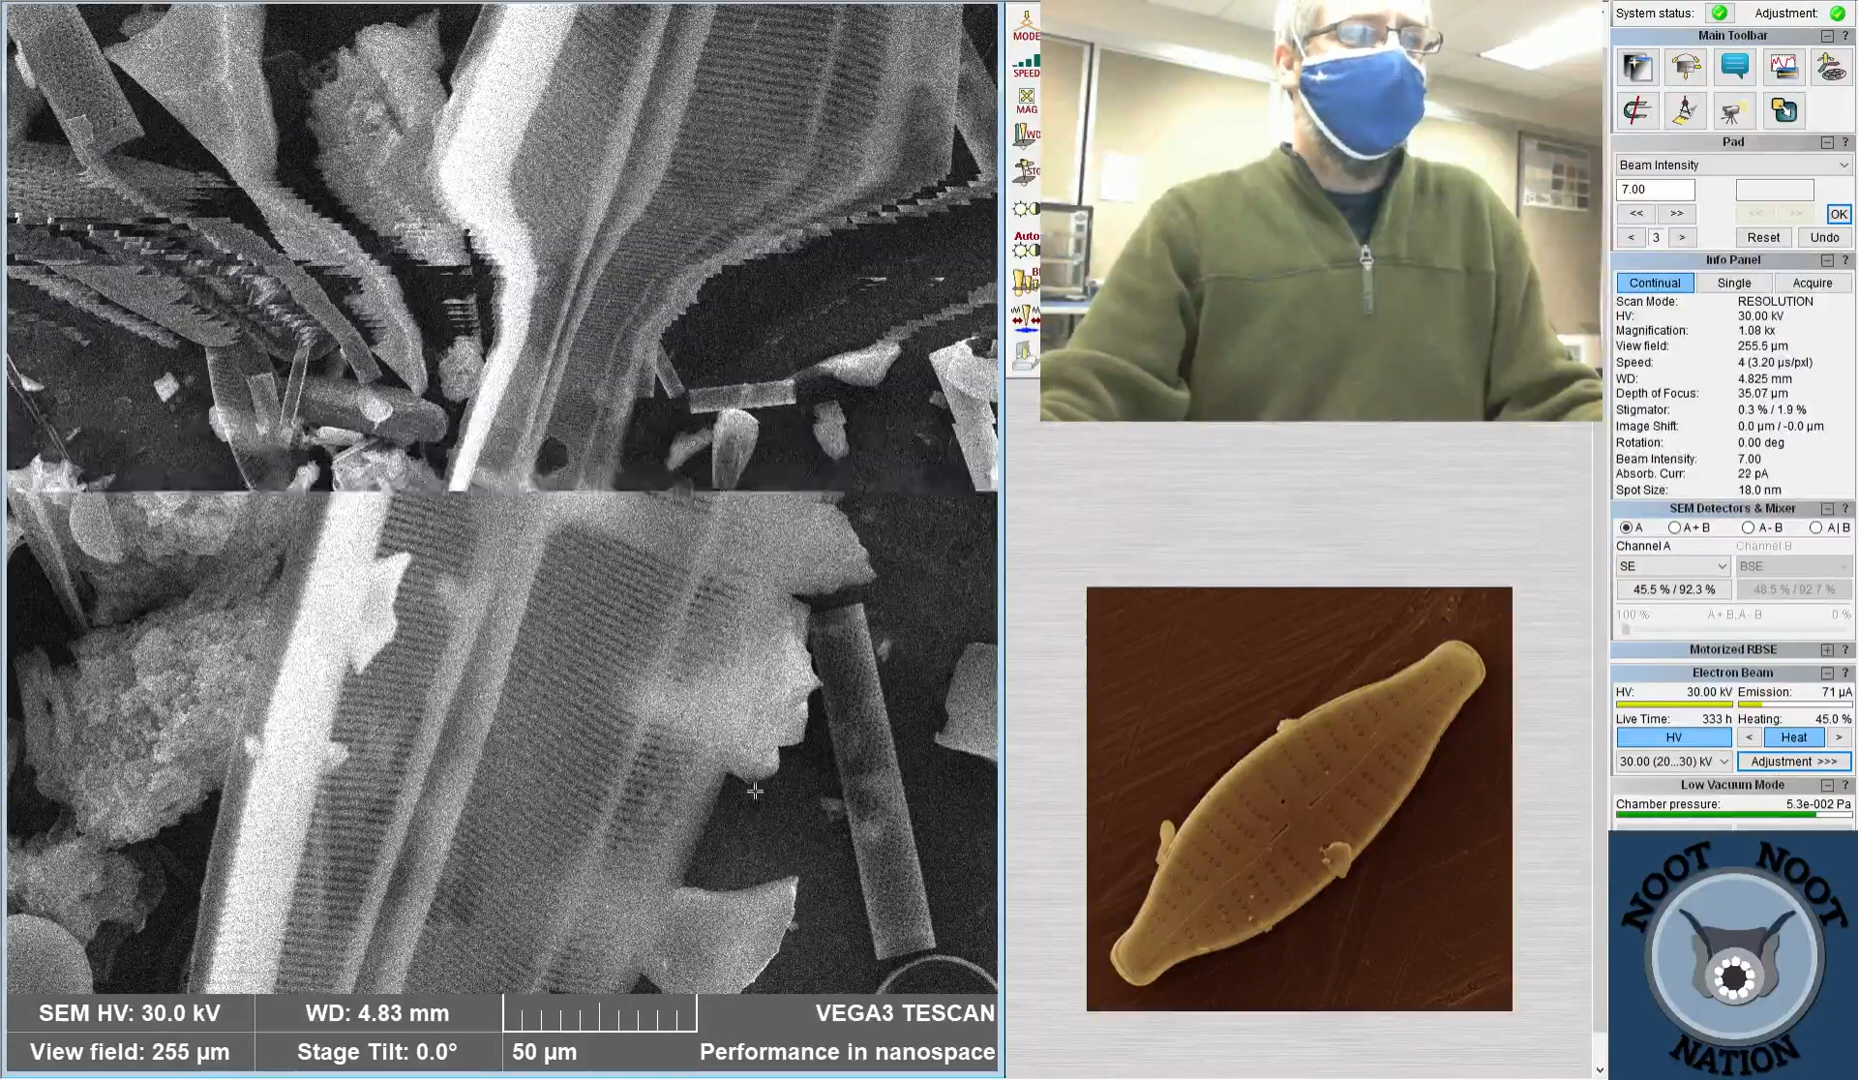 MODE
SPEED
MAG
WD
Auto
System status: Adjustment:
Main Toolbar ?
Pad ?
Beam Intensity
7.00
<< >> << >> OK
< 3 > Reset Undo
Info Panel ?
Continual Single Acquire
Scan Mode: RESOLUTION
HV: 30.00 kV
Magnification: 1.08 kx
View field: 255.5 µm
Speed: 4 (3.20 µs/pxl)
WD: 4.825 mm
Depth of Focus: 35.07 µm
Stigmator: 0.3 % / 1.9 %
Image Shift: 0.0 µm / -0.0 µm
Rotation: 0.00 deg
Beam Intensity: 7.00
Absorb. Curr: 22 pA
Spot Size: 18.0 nm
SEM Detectors & Mixer ?
A A + B A - B A | B
Channel A Channel B
SE BSE
45.5 % / 92.3 % 48.5 % / 92.7 %
100 % A + B, A - B 0 %
Motorized RBSE + ?
Electron Beam ?
HV: 30.00 kV Emission: 71 µA
Live Time: 333 h Heating: 45.0 %
HV < Heat >
30.00 (20...30) kV Adjustment >>>
Low Vacuum Mode ?
Chamber pressure: 5.3e-002 Pa
NOOT NOOT
NATION
SEM HV: 30.0 kV WD: 4.83 mm VEGA3 TESCAN
View field: 255 µm Stage Tilt: 0.0° 50 µm Performance in nanospace